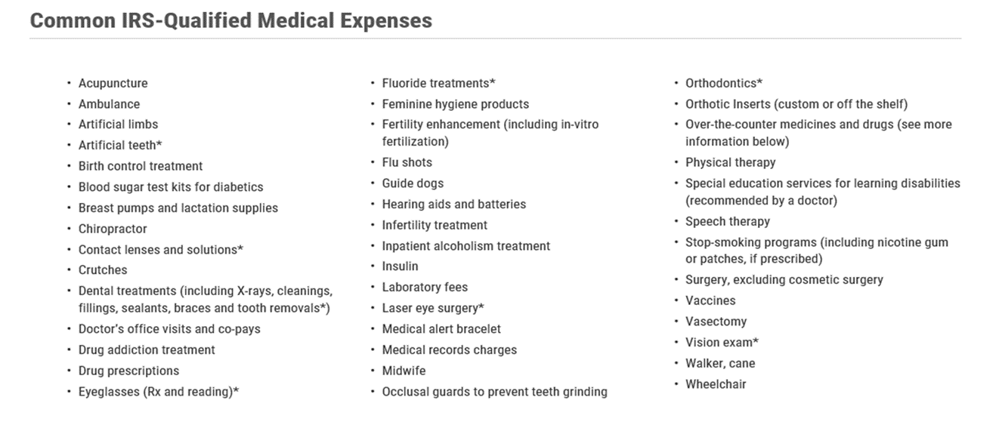 Common IRS-Qualified Medical Expenses
• Acupuncture
• Ambulance
• Artificial limbs
• Artificial teeth*
• Birth control treatment
• Blood sugar test kits for diabetics
• Breast pumps and lactation supplies
• Chiropractor
• Contact lenses and solutions*
• Crutches
• Dental treatments (including X-rays, cleanings,
fillings, sealants, braces and tooth removals*)
• Doctor’s office visits and co-pays
• Drug addiction treatment
• Drug prescriptions
• Eyeglasses (Rx and reading)*
• Fluoride treatments*
• Feminine hygiene products
• Fertility enhancement (including in-vitro
fertilization)
• Flu shots
• Guide dogs
• Hearing aids and batteries
• Infertility treatment
• Inpatient alcoholism treatment
• Insulin
• Laboratory fees
• Laser eye surgery*
• Medical alert bracelet
• Medical records charges
• Midwife
• Occlusal guards to prevent teeth grinding
• Orthodontics*
• Orthotic Inserts (custom or off the shelf)
• Over-the-counter medicines and drugs (see more
information below)
• Physical therapy
• Special education services for learning disabilities
(recommended by a doctor)
• Speech therapy
• Stop-smoking programs (including nicotine gum
or patches, if prescribed)
• Surgery, excluding cosmetic surgery
• Vaccines
• Vasectomy
• Vision exam*
• Walker, cane
• Wheelchair